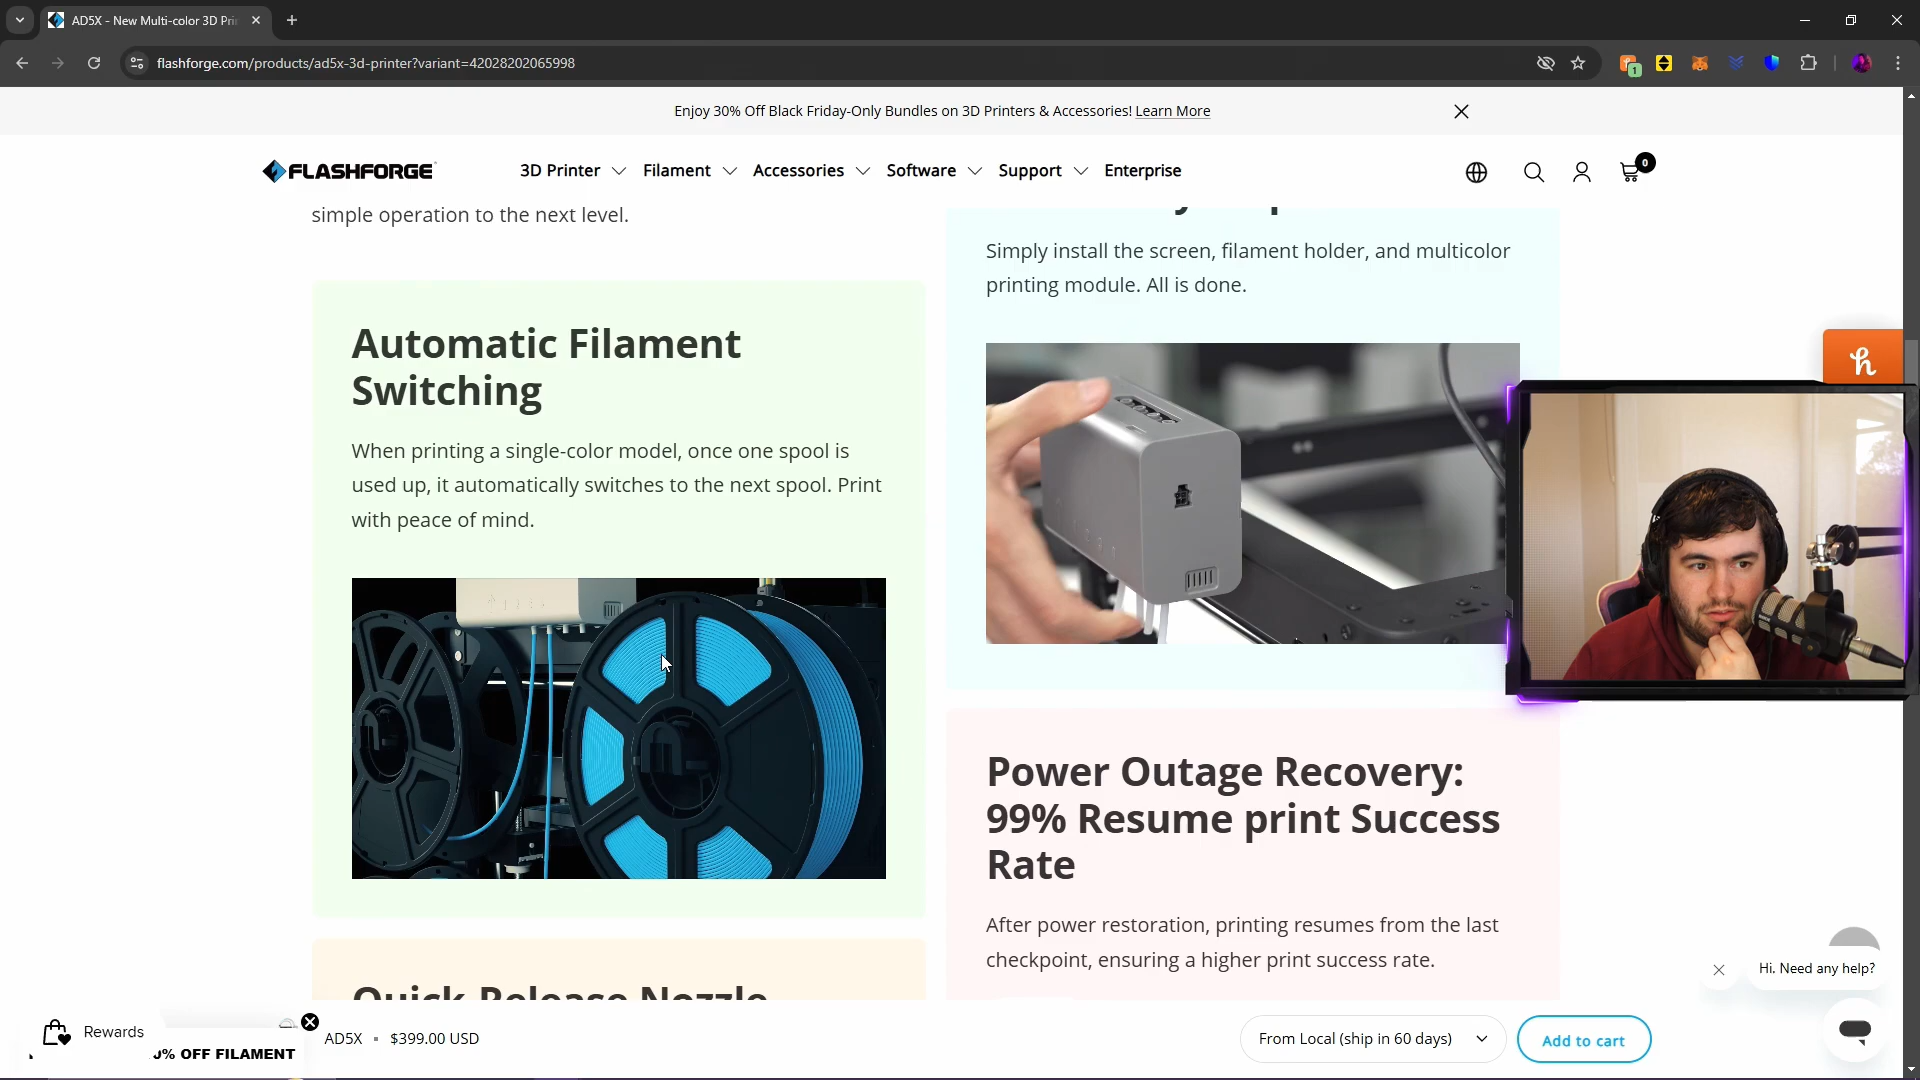 AD5X - New Multi-color 3D Pri
flashforge.com/products/ad5x-3d-printer?variant=42028202065998
1
Enjoy 30% Off Black Friday-Only Bundles on 3D Printers & Accessories! Learn More
FLASHFORGE
3D Printer
Filament
Accessories
Software
Support
Enterprise
0
simple operation to the next level.
Automatic Filament
Switching
When printing a single-color model, once one spool is
used up, it automatically switches to the next spool. Print
with peace of mind.
Simply install the screen, filament holder, and multicolor
printing module. All is done.
Power Outage Recovery:
99% Resume print Success
Rate
After power restoration, printing resumes from the last
checkpoint, ensuring a higher print success rate.
Quick Release Nozzle
Hi. Need any help?
Rewards
0% OFF FILAMENT
AD5X
$399.00 USD
From Local (ship in 60 days)
Add to cart